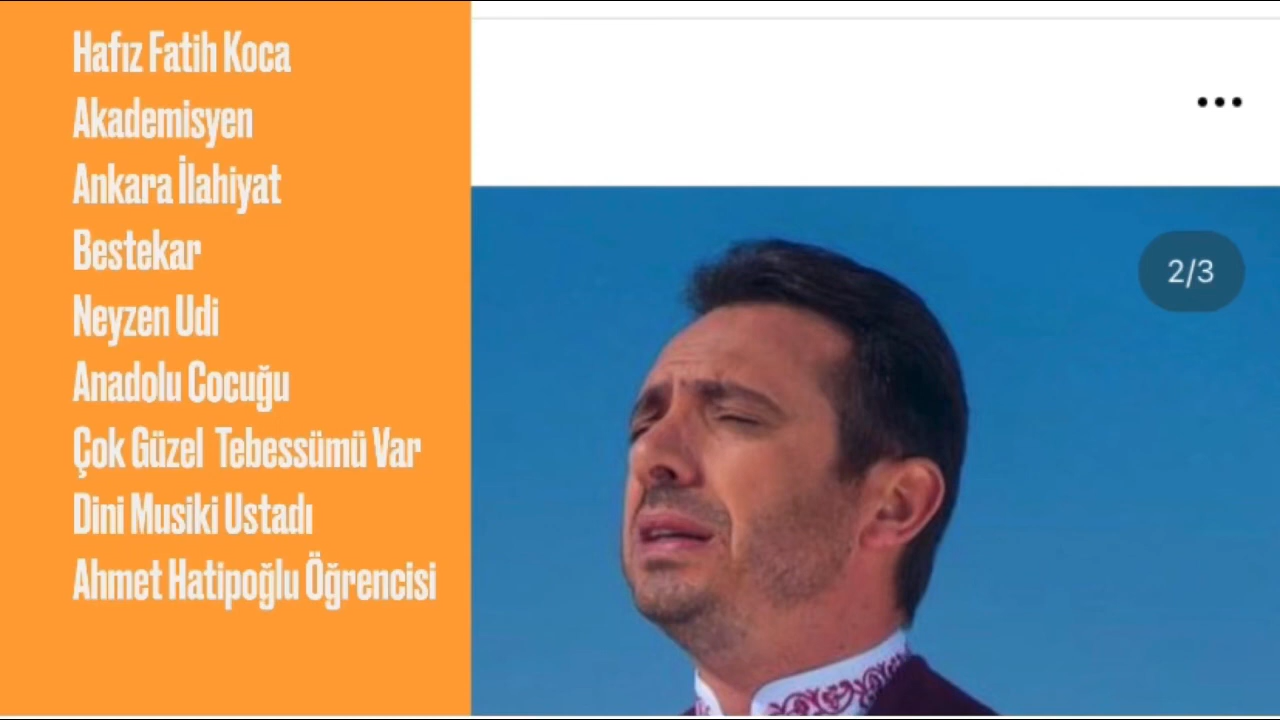 Hafız Fatih Koca
Akademisyen
Ankara İlahiyat
Bestekar
Neyzen Udi
Anadolu Cocuğu
Çok Güzel Tebessümü Var
Dini Musiki Ustadı
Ahmet Hatipoğlu Öğrencisi
2/3